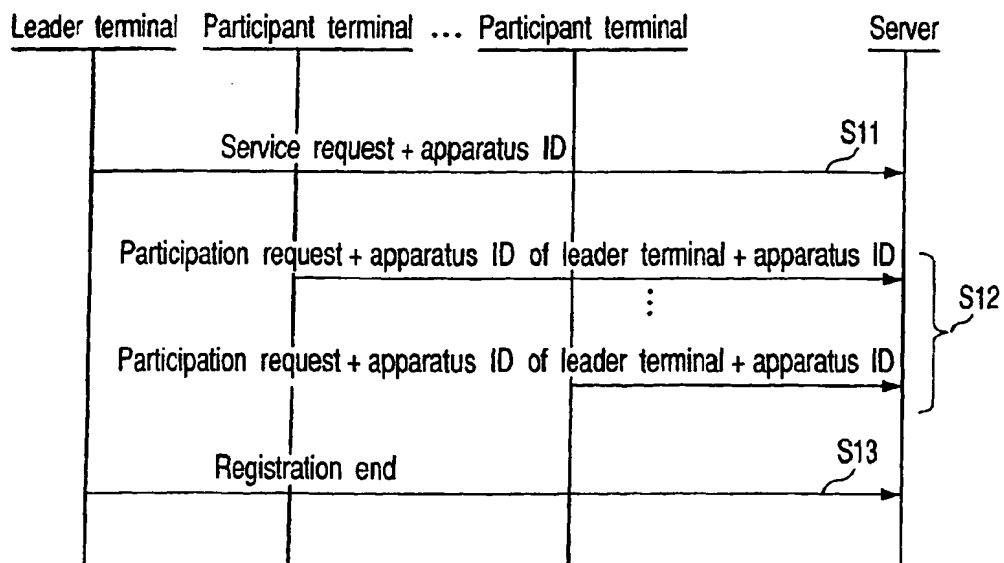 Leader terminal Participant terminal ... Participant terminal Server
S11
Service request + apparatus ID
Participation request + apparatus ID of leader terminal + apparatus ID
...
S12
Participation request + apparatus ID of leader terminal + apparatus ID
S13
Registration end